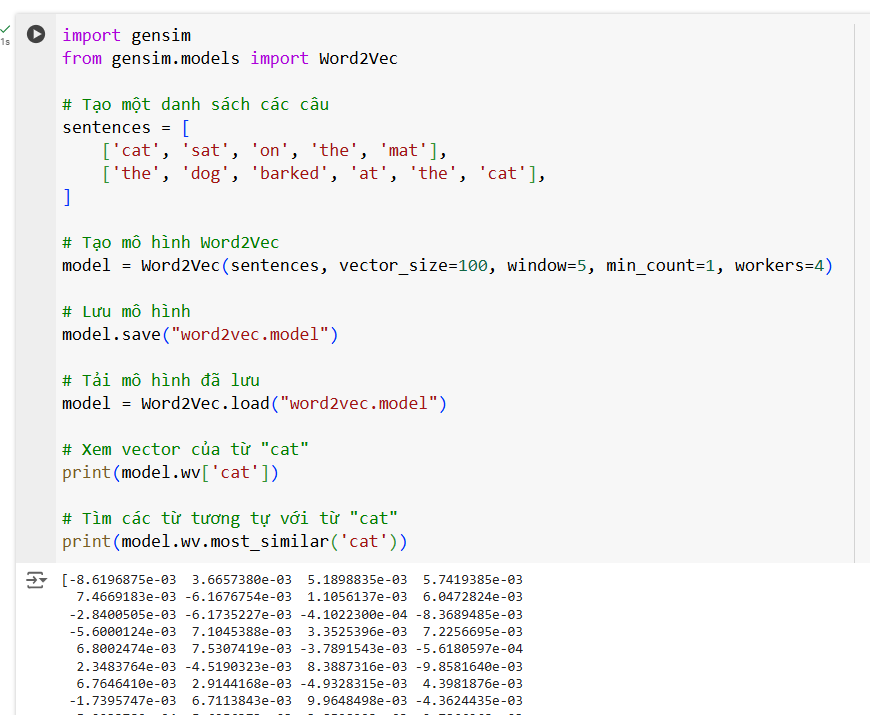 1s
import gensim
from gensim.models import Word2Vec
# Tạo một danh sách các câu
sentences = [
['cat', 'sat', 'on', 'the', 'mat'],
['the', 'dog', 'barked', 'at', 'the', 'cat'],
]
# Tạo mô hình Word2Vec
model = Word2Vec(sentences, vector_size=100, window=5, min_count=1, workers=4)
# Lưu mô hình
model.save("word2vec.model")
# Tải mô hình đã lưu
model = Word2Vec.load("word2vec.model")
# Xem vector của từ "cat"
print(model.wv['cat'])
# Tìm các từ tương tự với từ "cat"
print(model.wv.most_similar('cat'))
[-8.6196875e-03 3.6657380e-03 5.1898835e-03 5.7419385e-03
7.4669183e-03 -6.1676754e-03 1.1056137e-03 6.0472824e-03
-2.8400505e-03 -6.1735227e-03 -4.1022300e-04 -8.3689485e-03
-5.6000124e-03 7.1045388e-03 3.3525396e-03 7.2256695e-03
6.8002474e-03 7.5307419e-03 -3.7891543e-03 -5.6180597e-04
2.3483764e-03 -4.5190323e-03 8.3887316e-03 -9.8581640e-03
6.7646410e-03 2.9144168e-03 -4.9328315e-03 4.3981876e-03
-1.7395747e-03 6.7113843e-03 9.9648498e-03 -4.3624435e-03